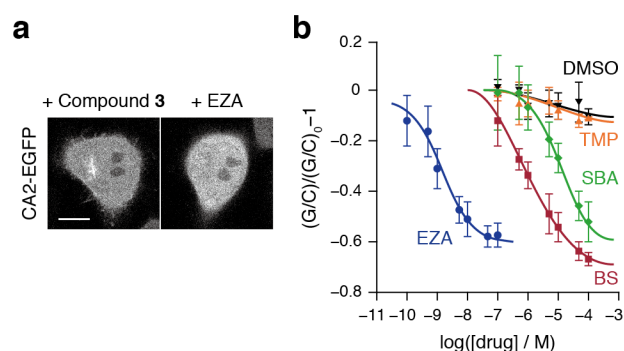 a
+ Compound 3
+ EZA
CA2-EGFP
b
(G/C)/(G/C)0–1
0.2
0
−0.2
−0.4
−0.6
−0.8
DMSO
TMP
SBA
EZA
BS
−11 −10 −9 −8 −7 −6 −5 −4 −3
log([drug] / M)